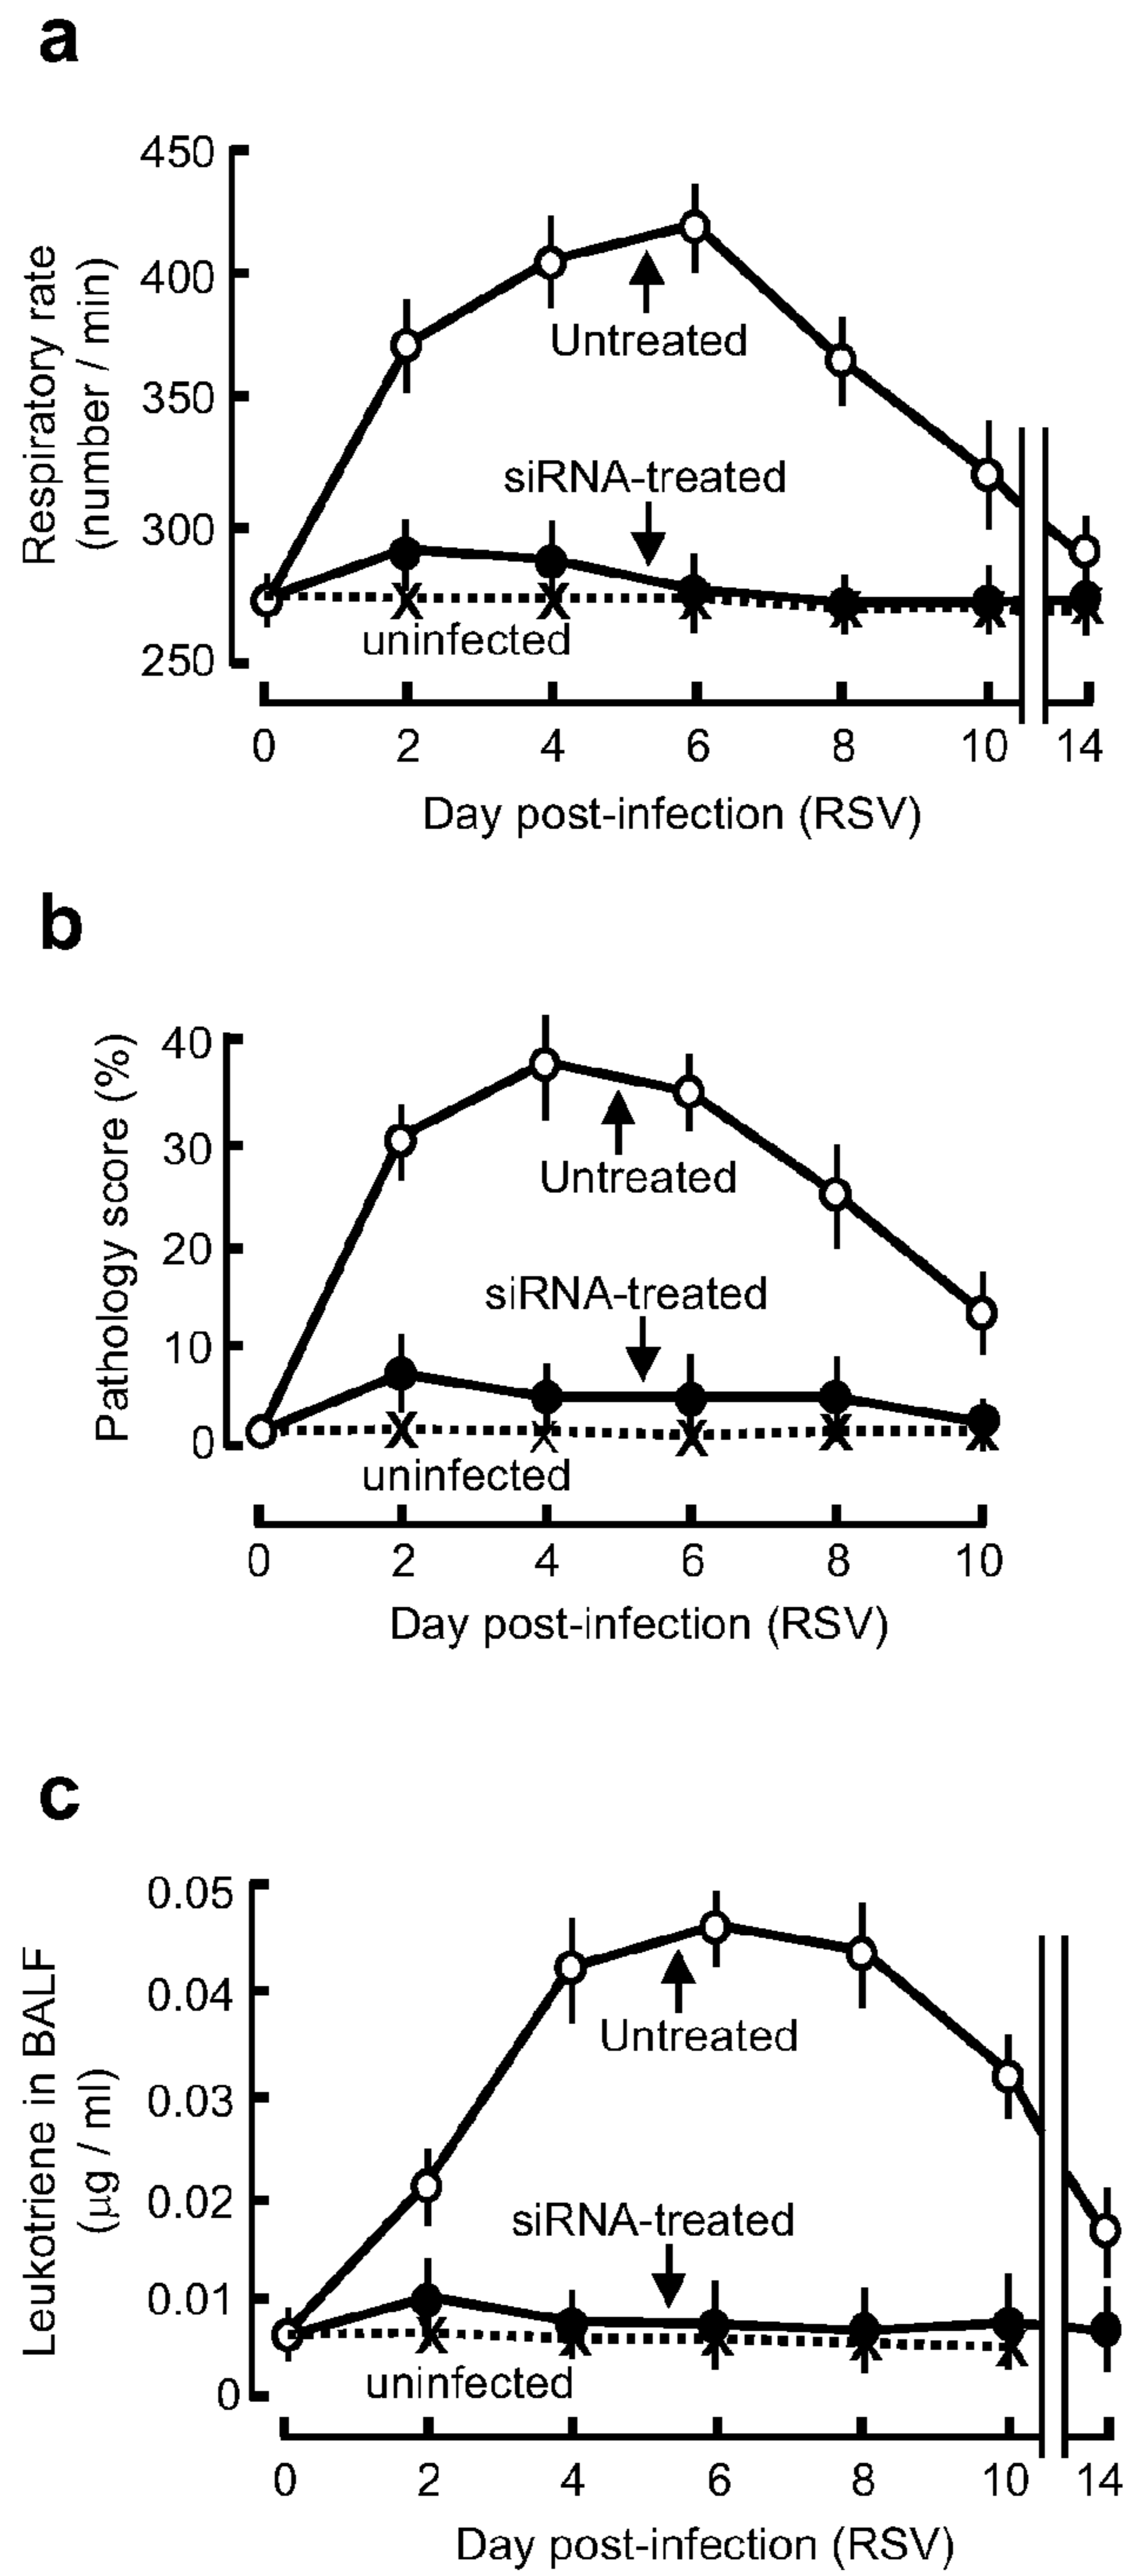 a
450
400
350
300
250
Respiratory rate
(number / min)
Untreated
siRNA-treated
uninfected
X X X X X X
0 2 4 6 8 10 14
Day post-infection (RSV)
b
40
30
20
10
0
Pathology score (%)
Untreated
siRNA-treated
uninfected
X X X X X
0 2 4 6 8 10
Day post-infection (RSV)
c
0.05
0.04
0.03
0.02
0.01
0
Leukotriene in BALF
(μg / ml)
Untreated
siRNA-treated
uninfected
X X X X X
0 2 4 6 8 10 14
Day post-infection (RSV)